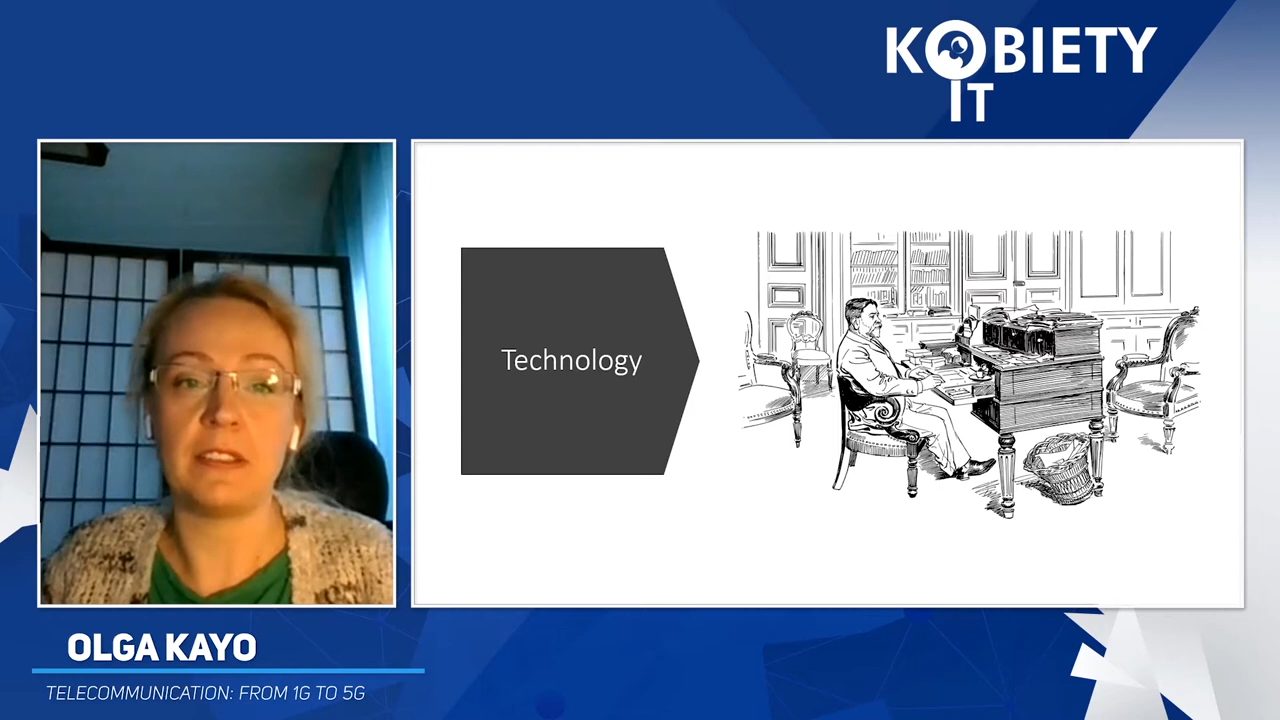 KOBIETY
IT
Technology
OLGA KAYO
TELECOMMUNICATION: FROM 1G TO 5G